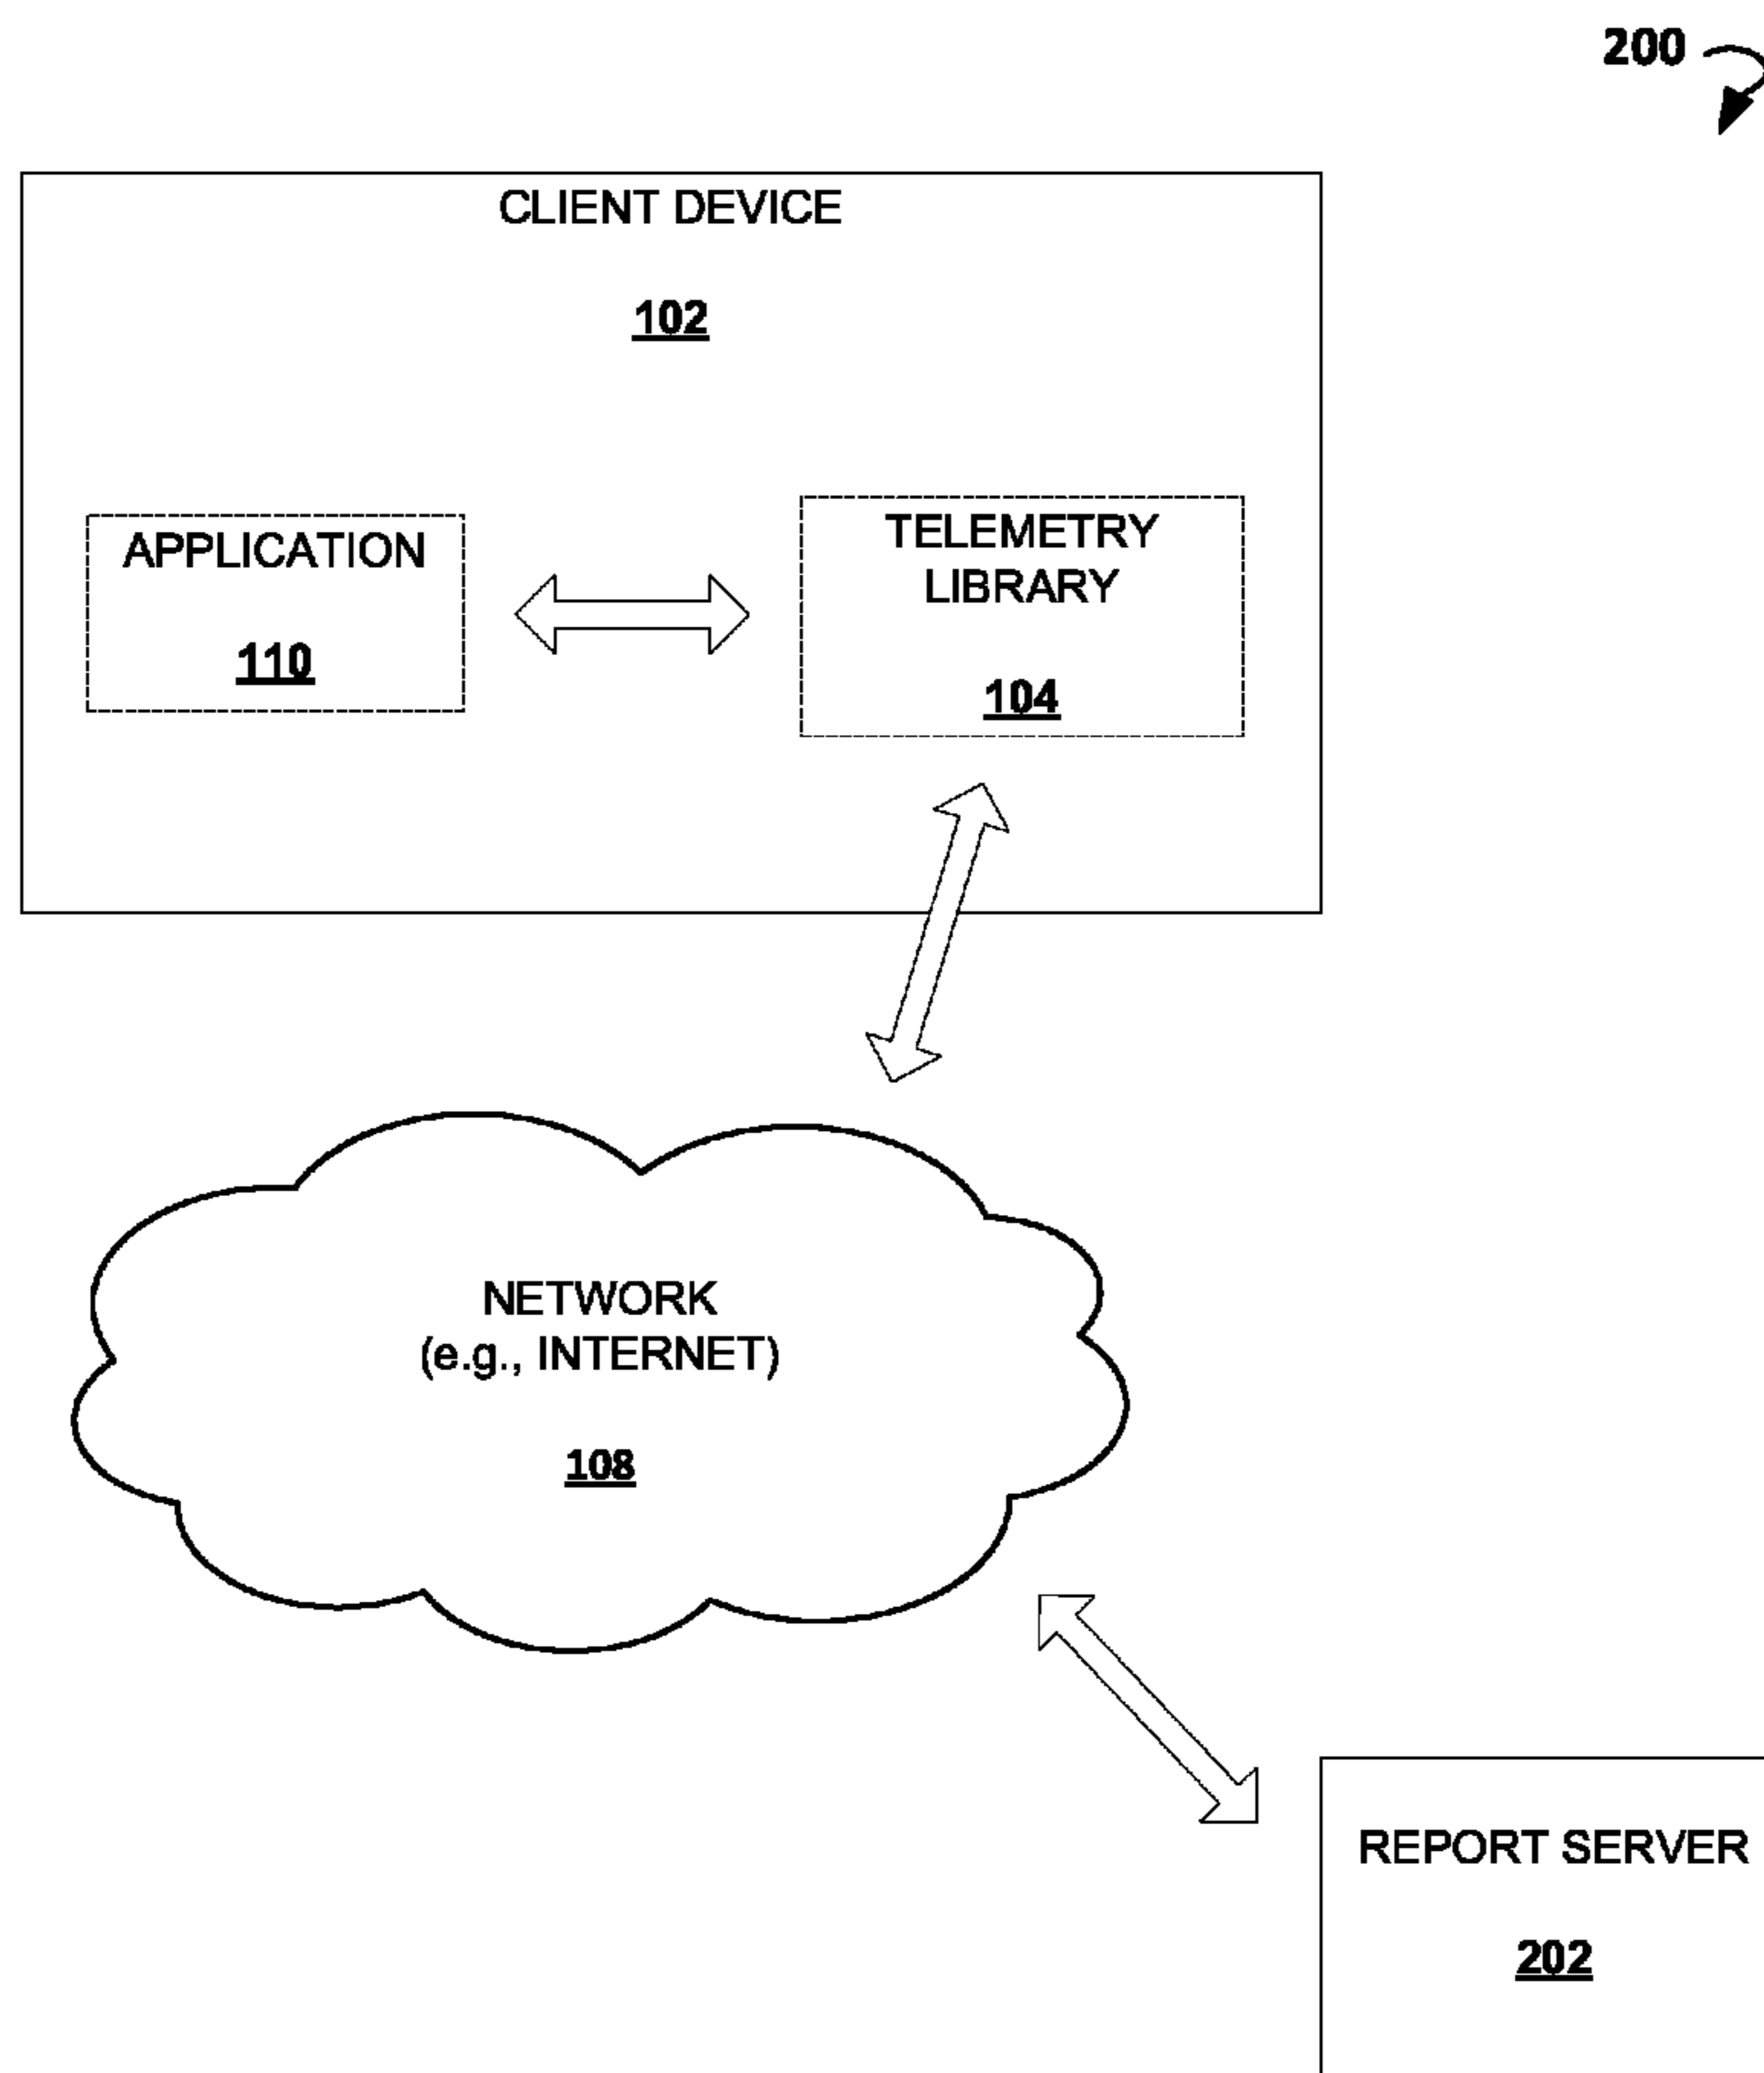 200
CLIENT DEVICE
102
APPLICATION
110
TELEMETRY
LIBRARY
104
NETWORK
(e.g., INTERNET)
108
REPORT SERVER
202